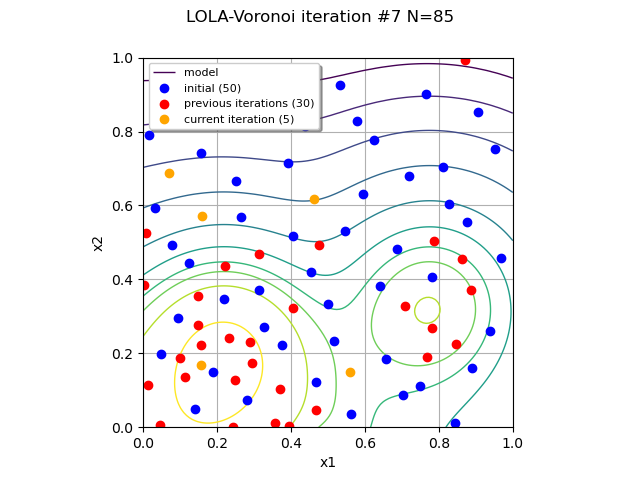 LOLA-Voronoi iteration #7 N=85
model
initial (50)
previous iterations (30)
current iteration (5)
1.0
0.8
0.6
0.4
0.2
0.0
x2
0.0 0.2 0.4 0.6 0.8 1.0
x1